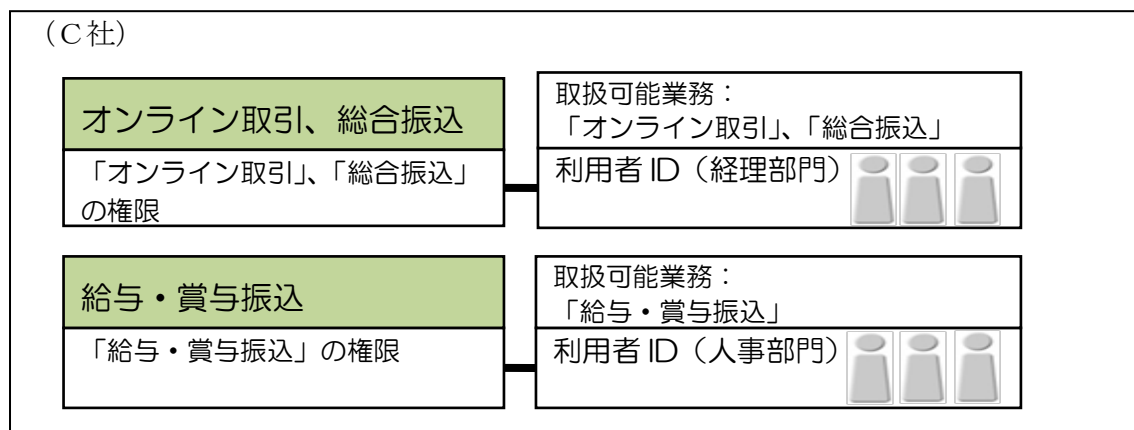 （C社）
オンライン取引、総合振込
「オンライン取引」、「総合振込」
の権限
取扱可能業務：
「オンライン取引」、「総合振込」
利用者ID（経理部門）
給与・賞与振込
「給与・賞与振込」の権限
取扱可能業務：
「給与・賞与振込」
利用者ID（人事部門）